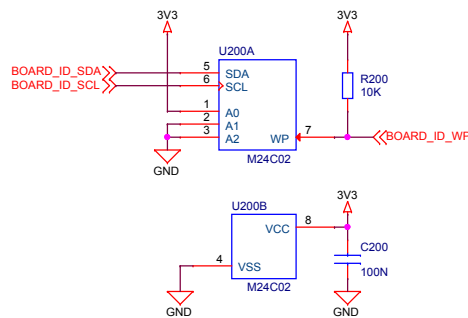 3V3
3V3
U200A
BOARD_ID_SDA
5
SDA
BOARD_ID_SCL
6
SCL
R200
10K
1
A0
2
A1
3
A2
WP
7
BOARD_ID_WP
M24C02
GND
3V3
U200B
VCC
8
C200
100N
4
VSS
M24C02
GND
GND